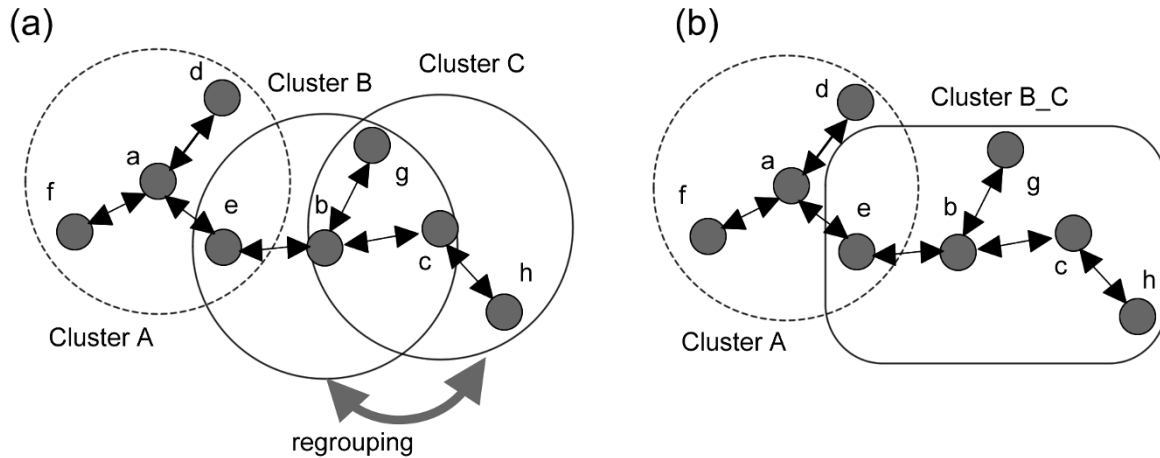 (a)
Cluster C
Cluster B
d
a
f
e
b
g
c
h
Cluster A
regrouping
(b)
Cluster B_C
d
a
f
e
b
g
c
h
Cluster A